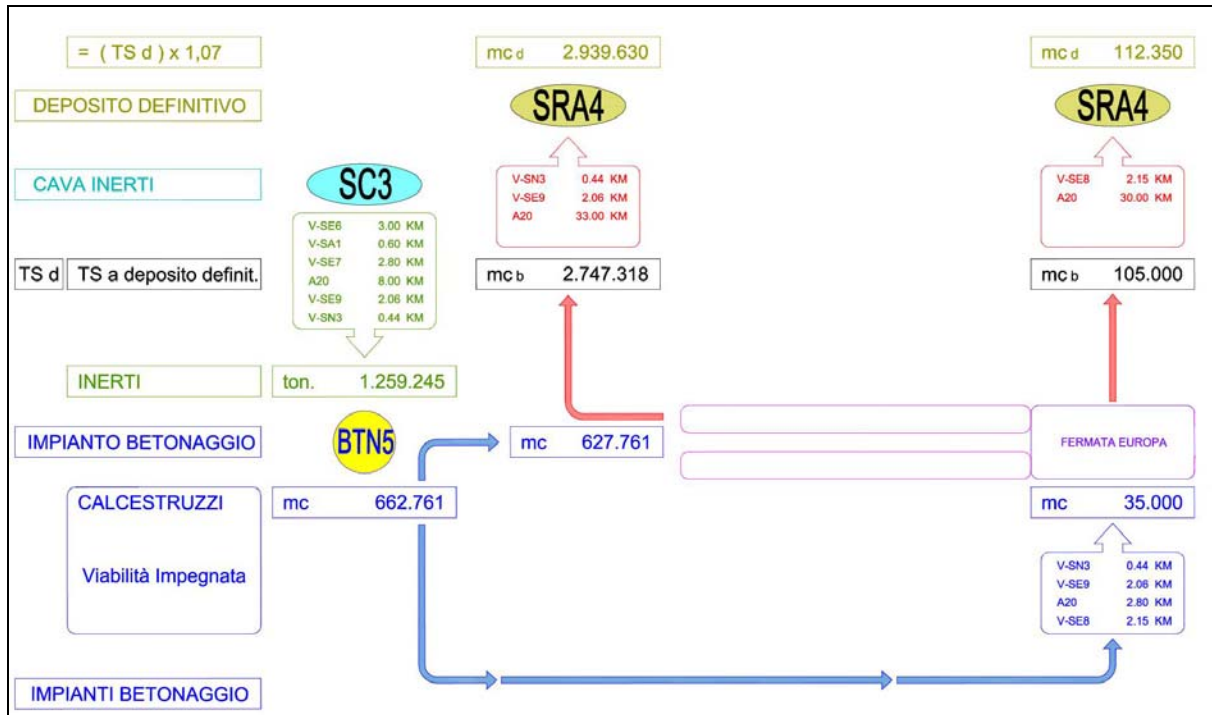 = ( TS d ) x 1,07
mc d 2.939.630
mc d 112.350
DEPOSITO DEFINITIVO
SRA4
SRA4
CAVA INERTI
SC3
V-SN3 0.44 KM
V-SE9 2.06 KM
A20 33.00 KM
V-SE8 2.15 KM
A20 30.00 KM
V-SE6 3.00 KM
V-SA1 0.60 KM
V-SE7 2.80 KM
A20 8.00 KM
V-SE9 2.06 KM
V-SN3 0.44 KM
TS d TS a deposito definit.
mc b 2.747.318
mc b 105.000
INERTI
ton. 1.259.245
IMPIANTO BETONAGGIO
BTN5
mc 627.761
FERMATA EUROPA
CALCESTRUZZI
mc 662.761
mc 35.000
Viabilità Impegnata
V-SN3 0.44 KM
V-SE9 2.06 KM
A20 2.80 KM
V-SE8 2.15 KM
IMPIANTI BETONAGGIO